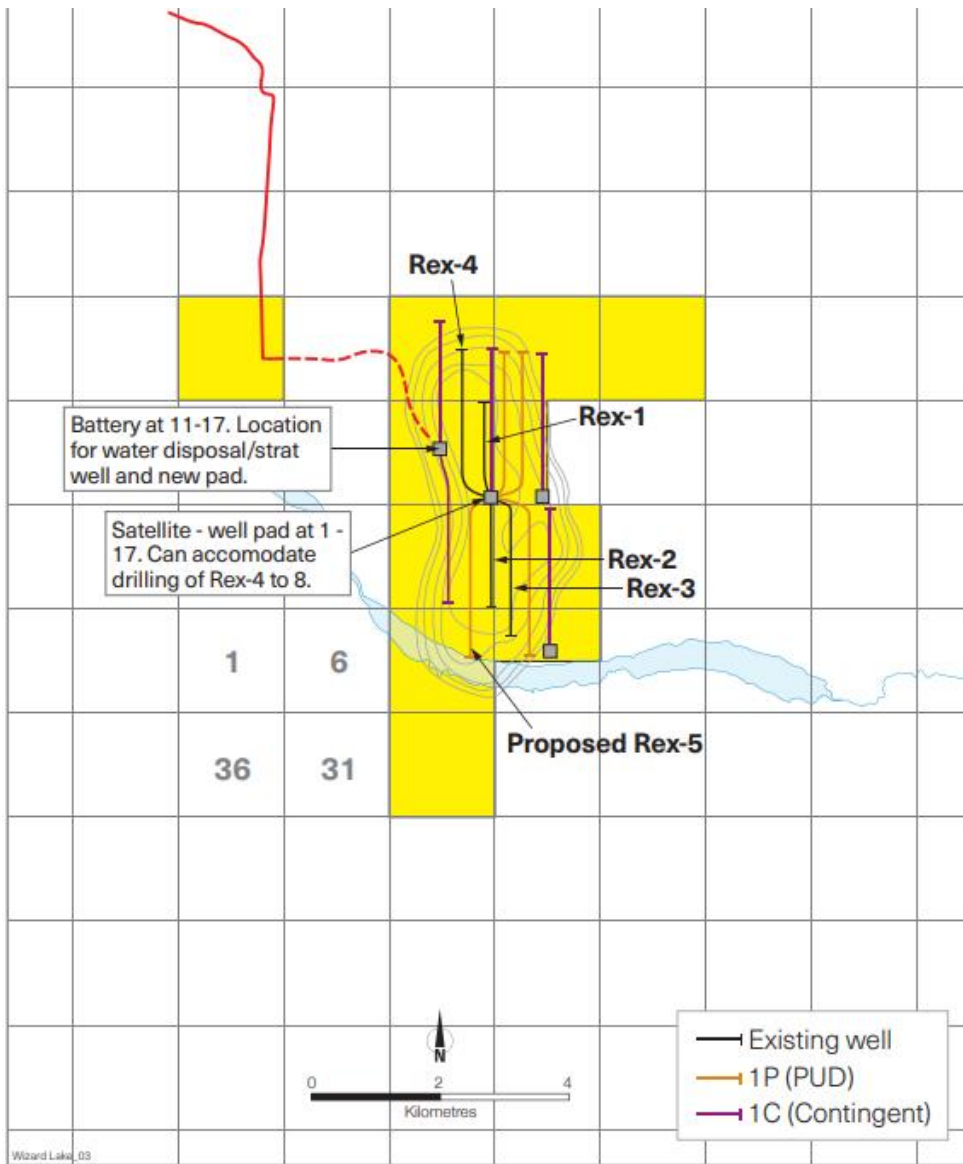 Rex-4
Rex-1
Battery at 11-17. Location
for water disposal/strat
well and new pad.
Satellite - well pad at 1 -
17. Can accomodate
drilling of Rex-4 to 8.
Rex-2
Rex-3
1 6
Proposed Rex-5
36 31
N
0 2 4
Kilometres
Existing well
1P (PUD)
1C (Contingent)
Wizard Lake_03